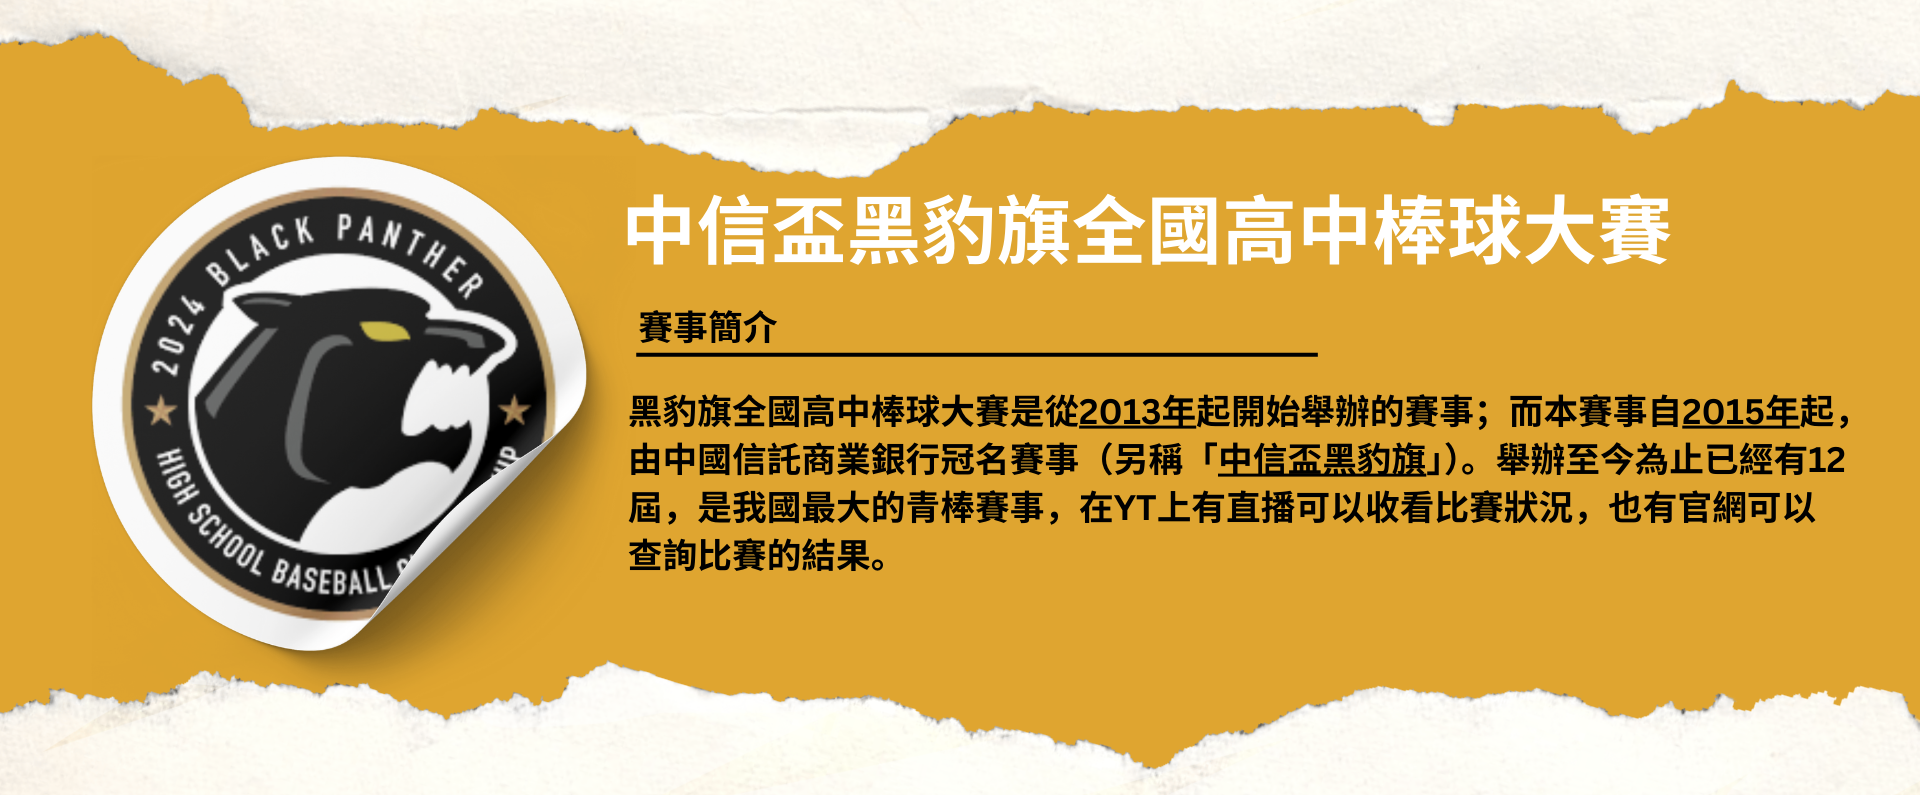 2024 BLACK PANTHER
HIGH SCHOOL BASEBALL
中信盃黑豹旗全國高中棒球大賽
賽事簡介
黑豹旗全國高中棒球大賽是從2013年起開始舉辦的賽事；而本賽事自2015年起，
由中國信託商業銀行冠名賽事（另稱「中信盃黑豹旗」）。舉辦至今為止已經有12
屆，是我國最大的青棒賽事，在YT上有直播可以收看比賽狀況，也有官網可以
查詢比賽的結果。